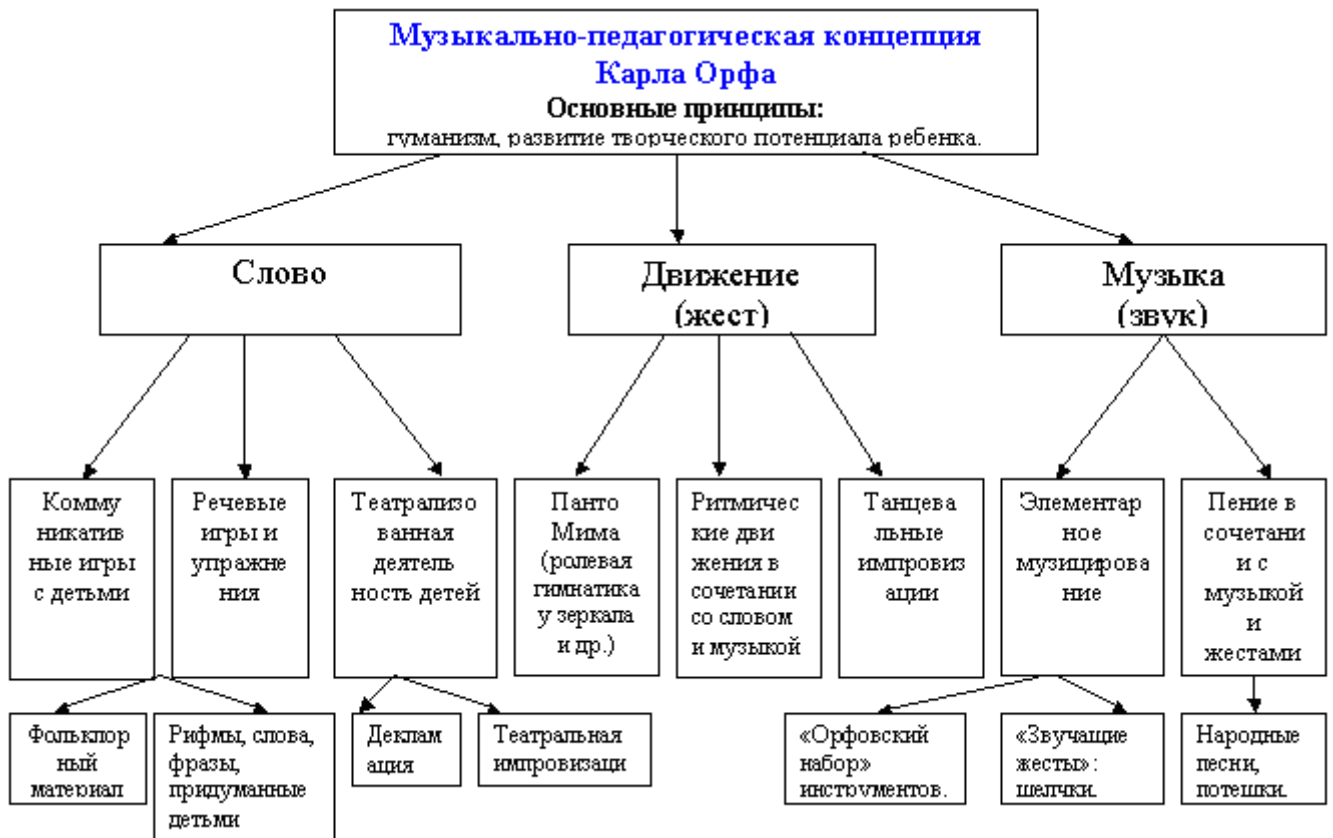 Музыкально-педагогическая концепция
Карла Орфа
Основные принципы:
гуманизм, развитие творческого потенциала ребенка.
Слово
Движение
(жест)
Музыка
(звук)
Комму
никатив
ные игры
с детьми
Речевые
игры и
упражне
ния
Театрализо
ванная
деятель
ность детей
Панто
Мима
(ролевая
гимнатика
у зеркала
и др.)
Ритмичес
кие дви
жения в
сочетании
со словом
и музыкой
Танцева
льные
импровиз
ации
Элементар
ное
музицирова
ние
Пение в
сочетани
и с
музыкой
и
жестами
Фольклор
ный
материал
Рифмы, слова,
фразы,
придуманные
детьми
Деклам
ация
Театральная
импровизаци
«Орфовский
набор»
инструментов.
«Звучащие
жесты»:
щелчки.
Народные
песни,
потешки.